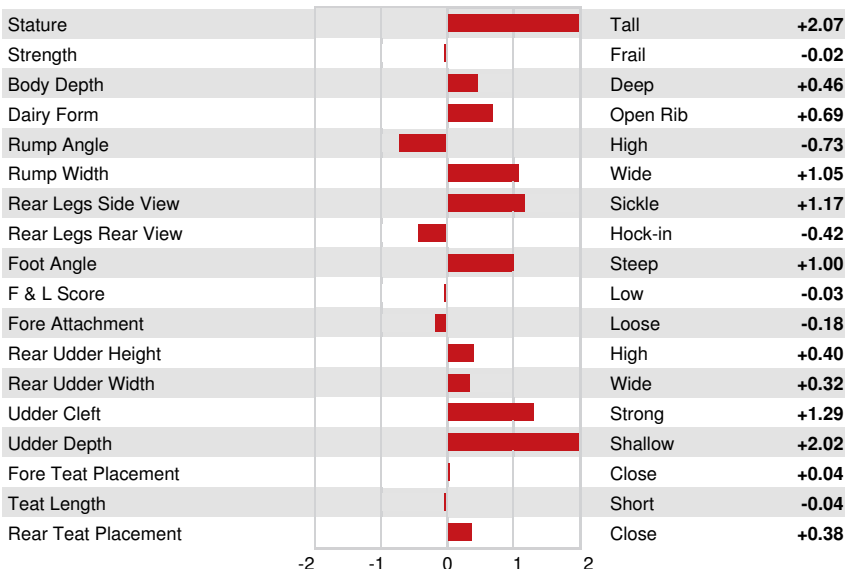 Stature Tall +2.07
Strength Frail -0.02
Body Depth Deep +0.46
Dairy Form Open Rib +0.69
Rump Angle High -0.73
Rump Width Wide +1.05
Rear Legs Side View Sickle +1.17
Rear Legs Rear View Hock-in -0.42
Foot Angle Steep +1.00
F & L Score Low -0.03
Fore Attachment Loose -0.18
Rear Udder Height High +0.40
Rear Udder Width Wide +0.32
Udder Cleft Strong +1.29
Udder Depth Shallow +2.02
Fore Teat Placement Close +0.04
Teat Length Short -0.04
Rear Teat Placement Close +0.38
-2 -1 0 1 2